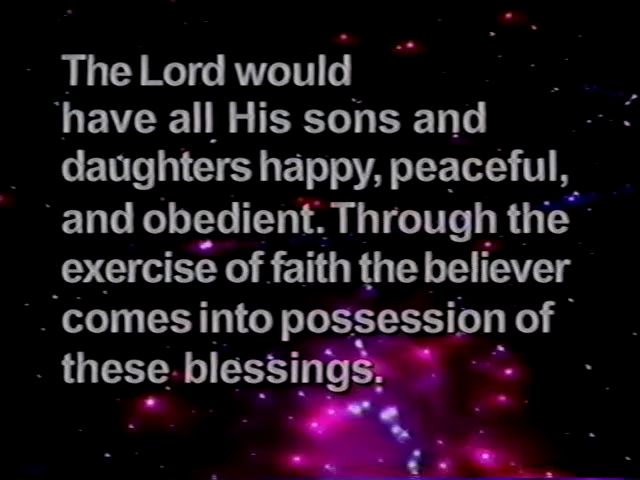 The Lord would
have all His sons and
daughters happy, peaceful,
and obedient. Through the
exercise of faith the believer
comes into possession of
these blessings.